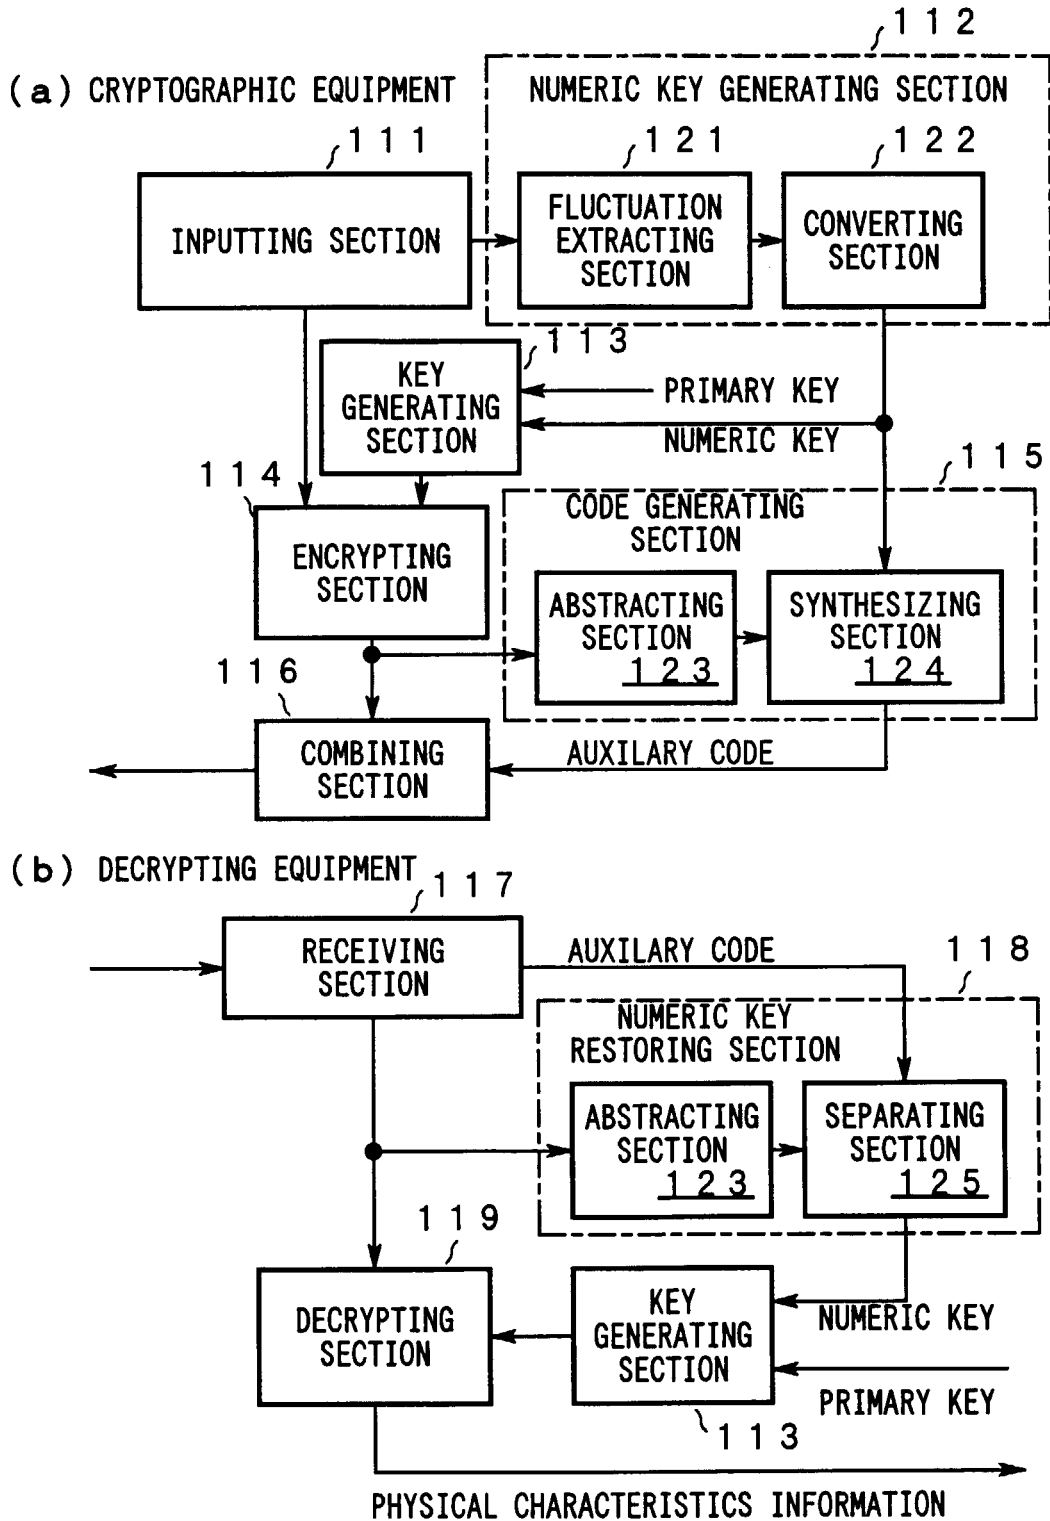 112
(a) CRYPTOGRAPHIC EQUIPMENT
NUMERIC KEY GENERATING SECTION
111
121
122
INPUTTING SECTION
FLUCTUATION
EXTRACTING
SECTION
CONVERTING
SECTION
113
KEY
GENERATING
SECTION
PRIMARY KEY
NUMERIC KEY
114
115
CODE GENERATING
SECTION
ENCRYPTING
SECTION
ABSTRACTING
SECTION
123
SYNTHESIZING
SECTION
124
116
COMBINING
SECTION
AUXILARY CODE
(b) DECRYPTING EQUIPMENT
117
RECEIVING
SECTION
AUXILARY CODE
118
NUMERIC KEY
RESTORING SECTION
ABSTRACTING
SECTION
123
SEPARATING
SECTION
125
119
DECRYPTING
SECTION
KEY
GENERATING
SECTION
NUMERIC KEY
PRIMARY KEY
113
PHYSICAL CHARACTERISTICS INFORMATION